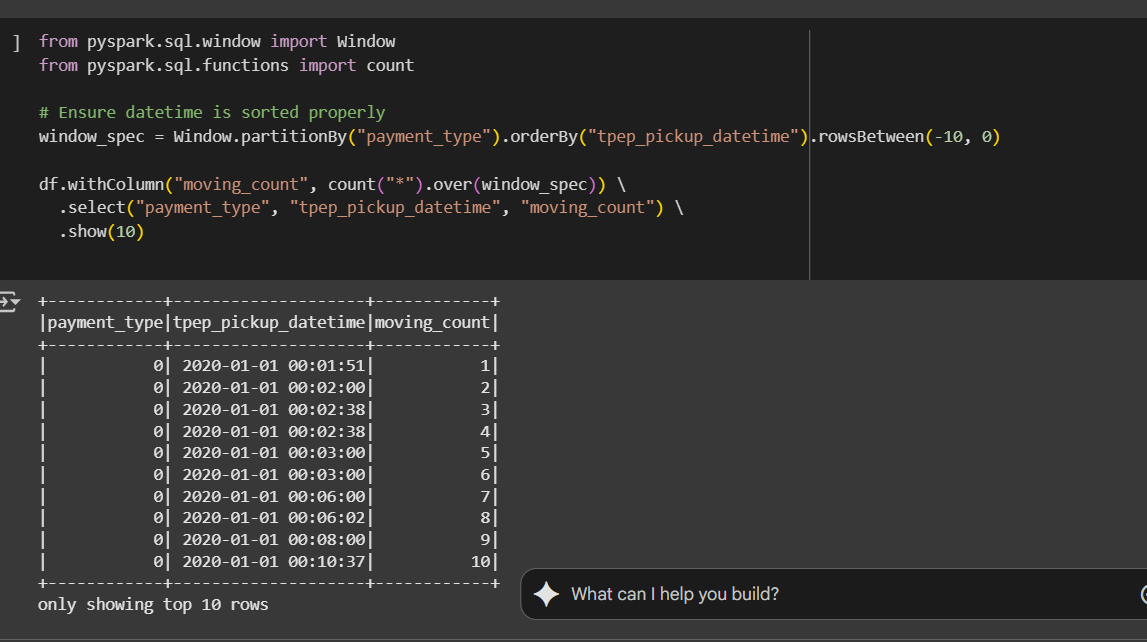 ]
from pyspark.sql.window import Window
from pyspark.sql.functions import count
# Ensure datetime is sorted properly
window_spec = Window.partitionBy("payment_type").orderBy("tpep_pickup_datetime").rowsBetween(-10, 0)
df.withColumn("moving_count", count("*").over(window_spec)) \
  .select("payment_type", "tpep_pickup_datetime", "moving_count") \
  .show(10)
+------------+--------------------+------------+
|payment_type|tpep_pickup_datetime|moving_count|
+------------+--------------------+------------+
|           0| 2020-01-01 00:01:51|           1|
|           0| 2020-01-01 00:02:00|           2|
|           0| 2020-01-01 00:02:38|           3|
|           0| 2020-01-01 00:02:38|           4|
|           0| 2020-01-01 00:03:00|           5|
|           0| 2020-01-01 00:03:00|           6|
|           0| 2020-01-01 00:06:00|           7|
|           0| 2020-01-01 00:06:02|           8|
|           0| 2020-01-01 00:08:00|           9|
|           0| 2020-01-01 00:10:37|          10|
+------------+--------------------+------------+
only showing top 10 rows
What can I help you build?